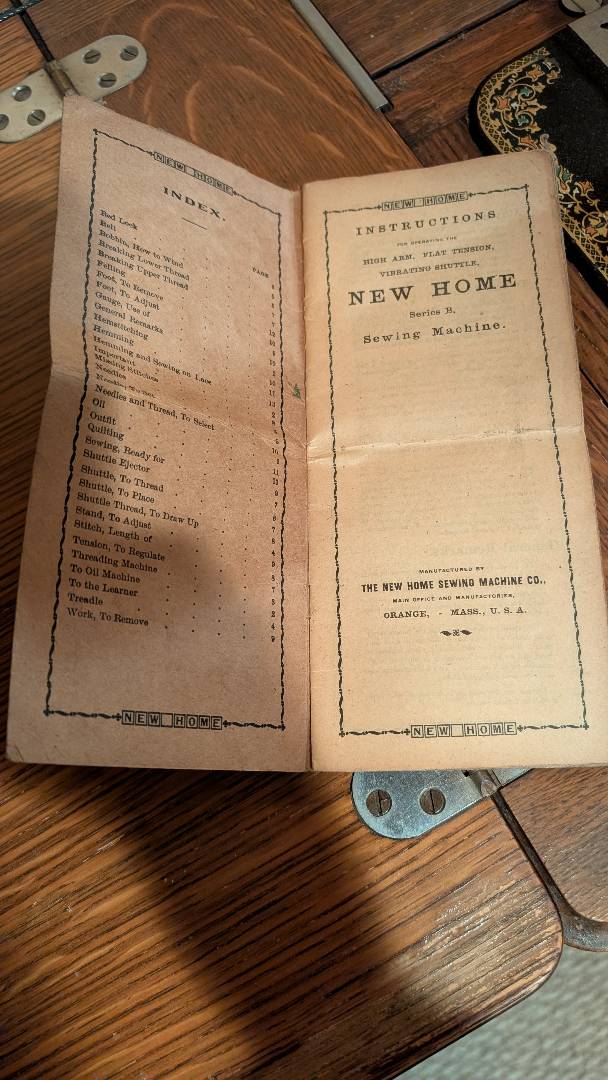 NEW HOME
INDEX.
PAGE
Bed Lock
Belt
Bobbin, How to Wind
Breaking Lower Thread
Breaking Upper Thread
Felling
Foot, To Remove
Foot, To Adjust
Gauge, Use of
General Remarks
Hemstitching
Hemming
Hemming and Sewing on Lace
Important
Missing Stitches
Needles
Needles and Thread, To Select
Oil
Outfit
Quilting
Sewing, Ready for
Shuttle Ejector
Shuttle, To Thread
Shuttle, To Place
Shuttle Thread, To Draw Up
Stand, To Adjust
Stitch, Length of
Tension, To Regulate
Threading Machine
To Oil Machine
To the Learner
Treadle
Work, To Remove
NEW HOME
NEW HOME
INSTRUCTIONS
FOR OPERATING THE
HIGH ARM, FLAT TENSION,
VIBRATING SHUTTLE,
NEW HOME
Series B,
Sewing Machine.
MANUFACTURED BY
THE NEW HOME SEWING MACHINE CO.,
MAIN OFFICE AND MANUFACTORIES,
ORANGE, - MASS., U. S. A.
NEW HOME